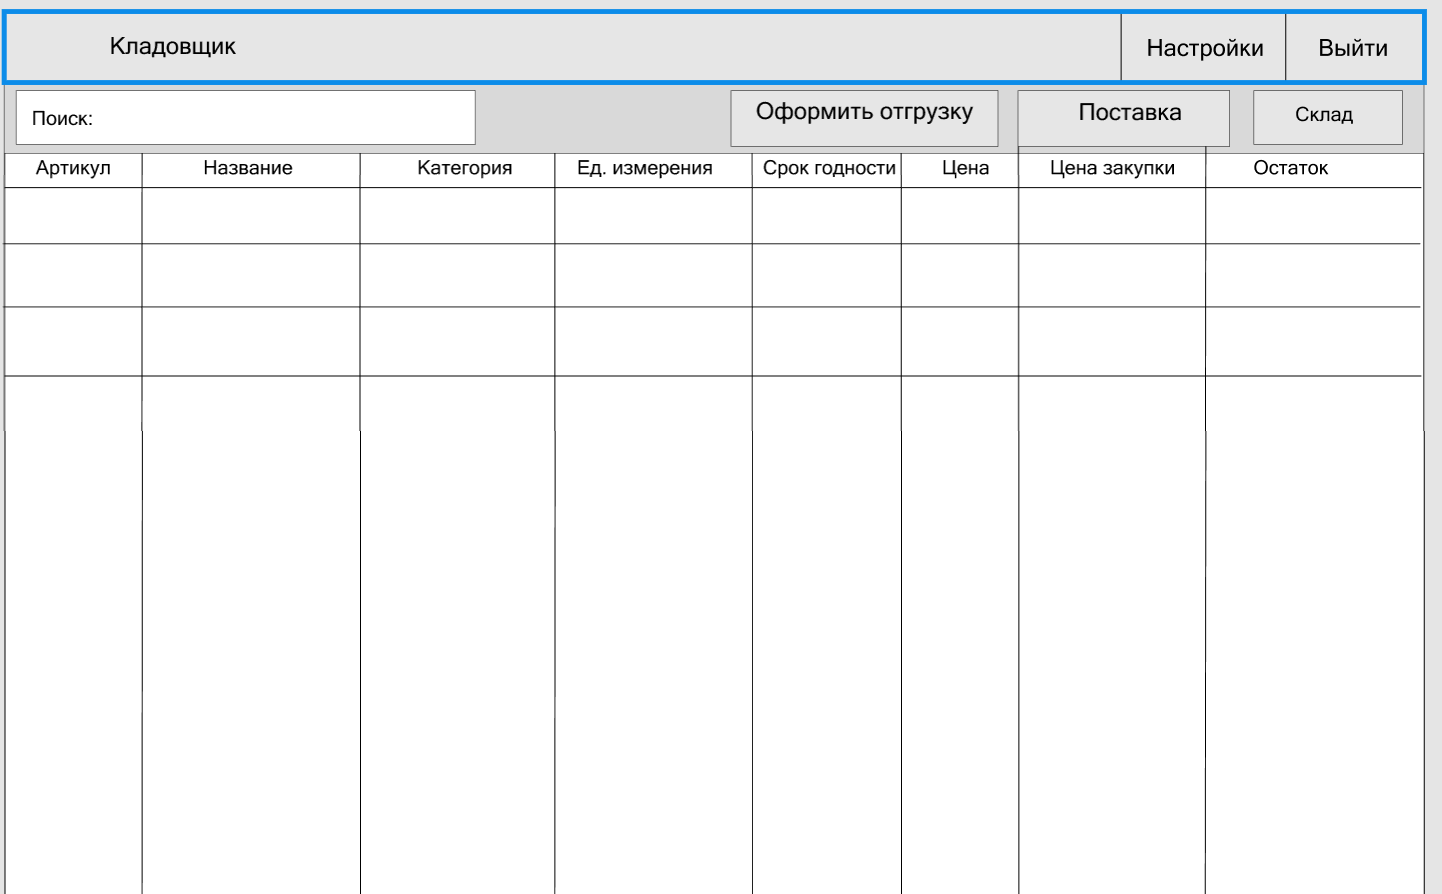 Кладовщик
Настройки
Выйти
Поиск:
Оформить отгрузку
Поставка
Склад
Артикул
Название
Категория
Ед. измерения
Срок годности
Цена
Цена закупки
Остаток